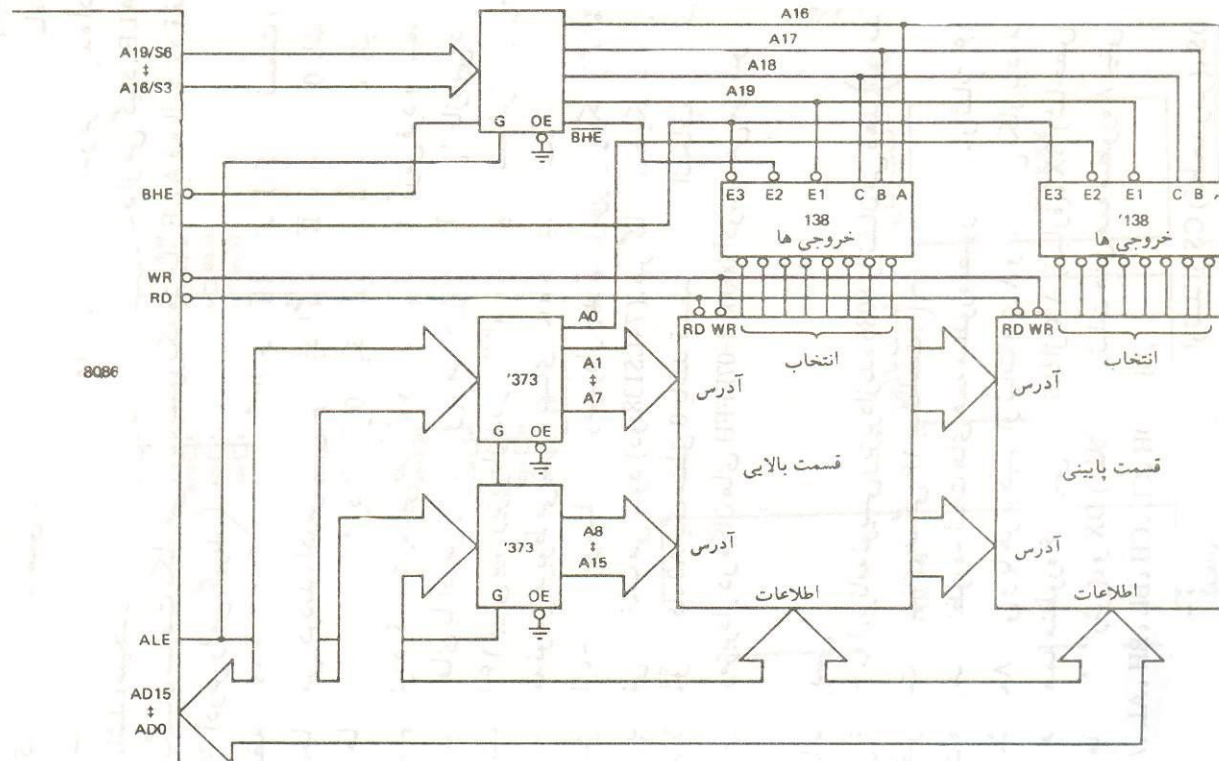 A16
A17
A18
A19
A19/S6
↕
A16/S3
G OE
BHE
BHE
E3 E2 E1 C B A
138
خروجی ها
E3 E2 E1 C B
'138
خروجی ها
WR
RD
8086
A0
A1
↕
A7
'373
G OE
RD WR
انتخاب
آدرس
قسمت بالایی
آدرس
اطلاعات
RD WR
انتخاب
آدرس
قسمت پایینی
آدرس
اطلاعات
'373
A8
↕
A15
G OE
ALE
AD15
↕
AD0